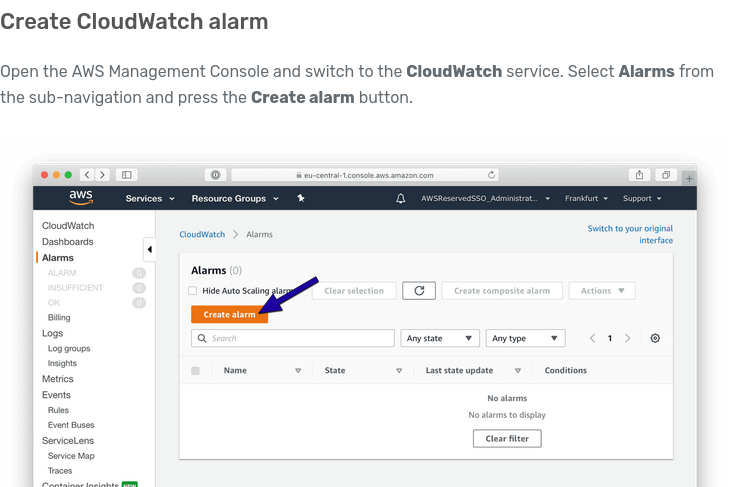 Create CloudWatch alarm
Open the AWS Management Console and switch to the CloudWatch service. Select Alarms from
the sub-navigation and press the Create alarm button.
eu-central-1.console.aws.amazon.com
aws
Services
Resource Groups
AWSReservedSSO_Administrat...
Frankfurt
Support
CloudWatch
Dashboards
Alarms
ALARM 0
INSUFFICIENT 0
OK 0
Billing
Logs
Log groups
Insights
Metrics
Events
Rules
Event Buses
ServiceLens
Service Map
Traces
Container Insights NEW
CloudWatch > Alarms
Switch to your original
interface
Alarms (0)
Hide Auto Scaling alarms
Clear selection
Create composite alarm
Actions
Create alarm
Search
Any state
Any type
1
Name
State
Last state update
Conditions
No alarms
No alarms to display
Clear filter